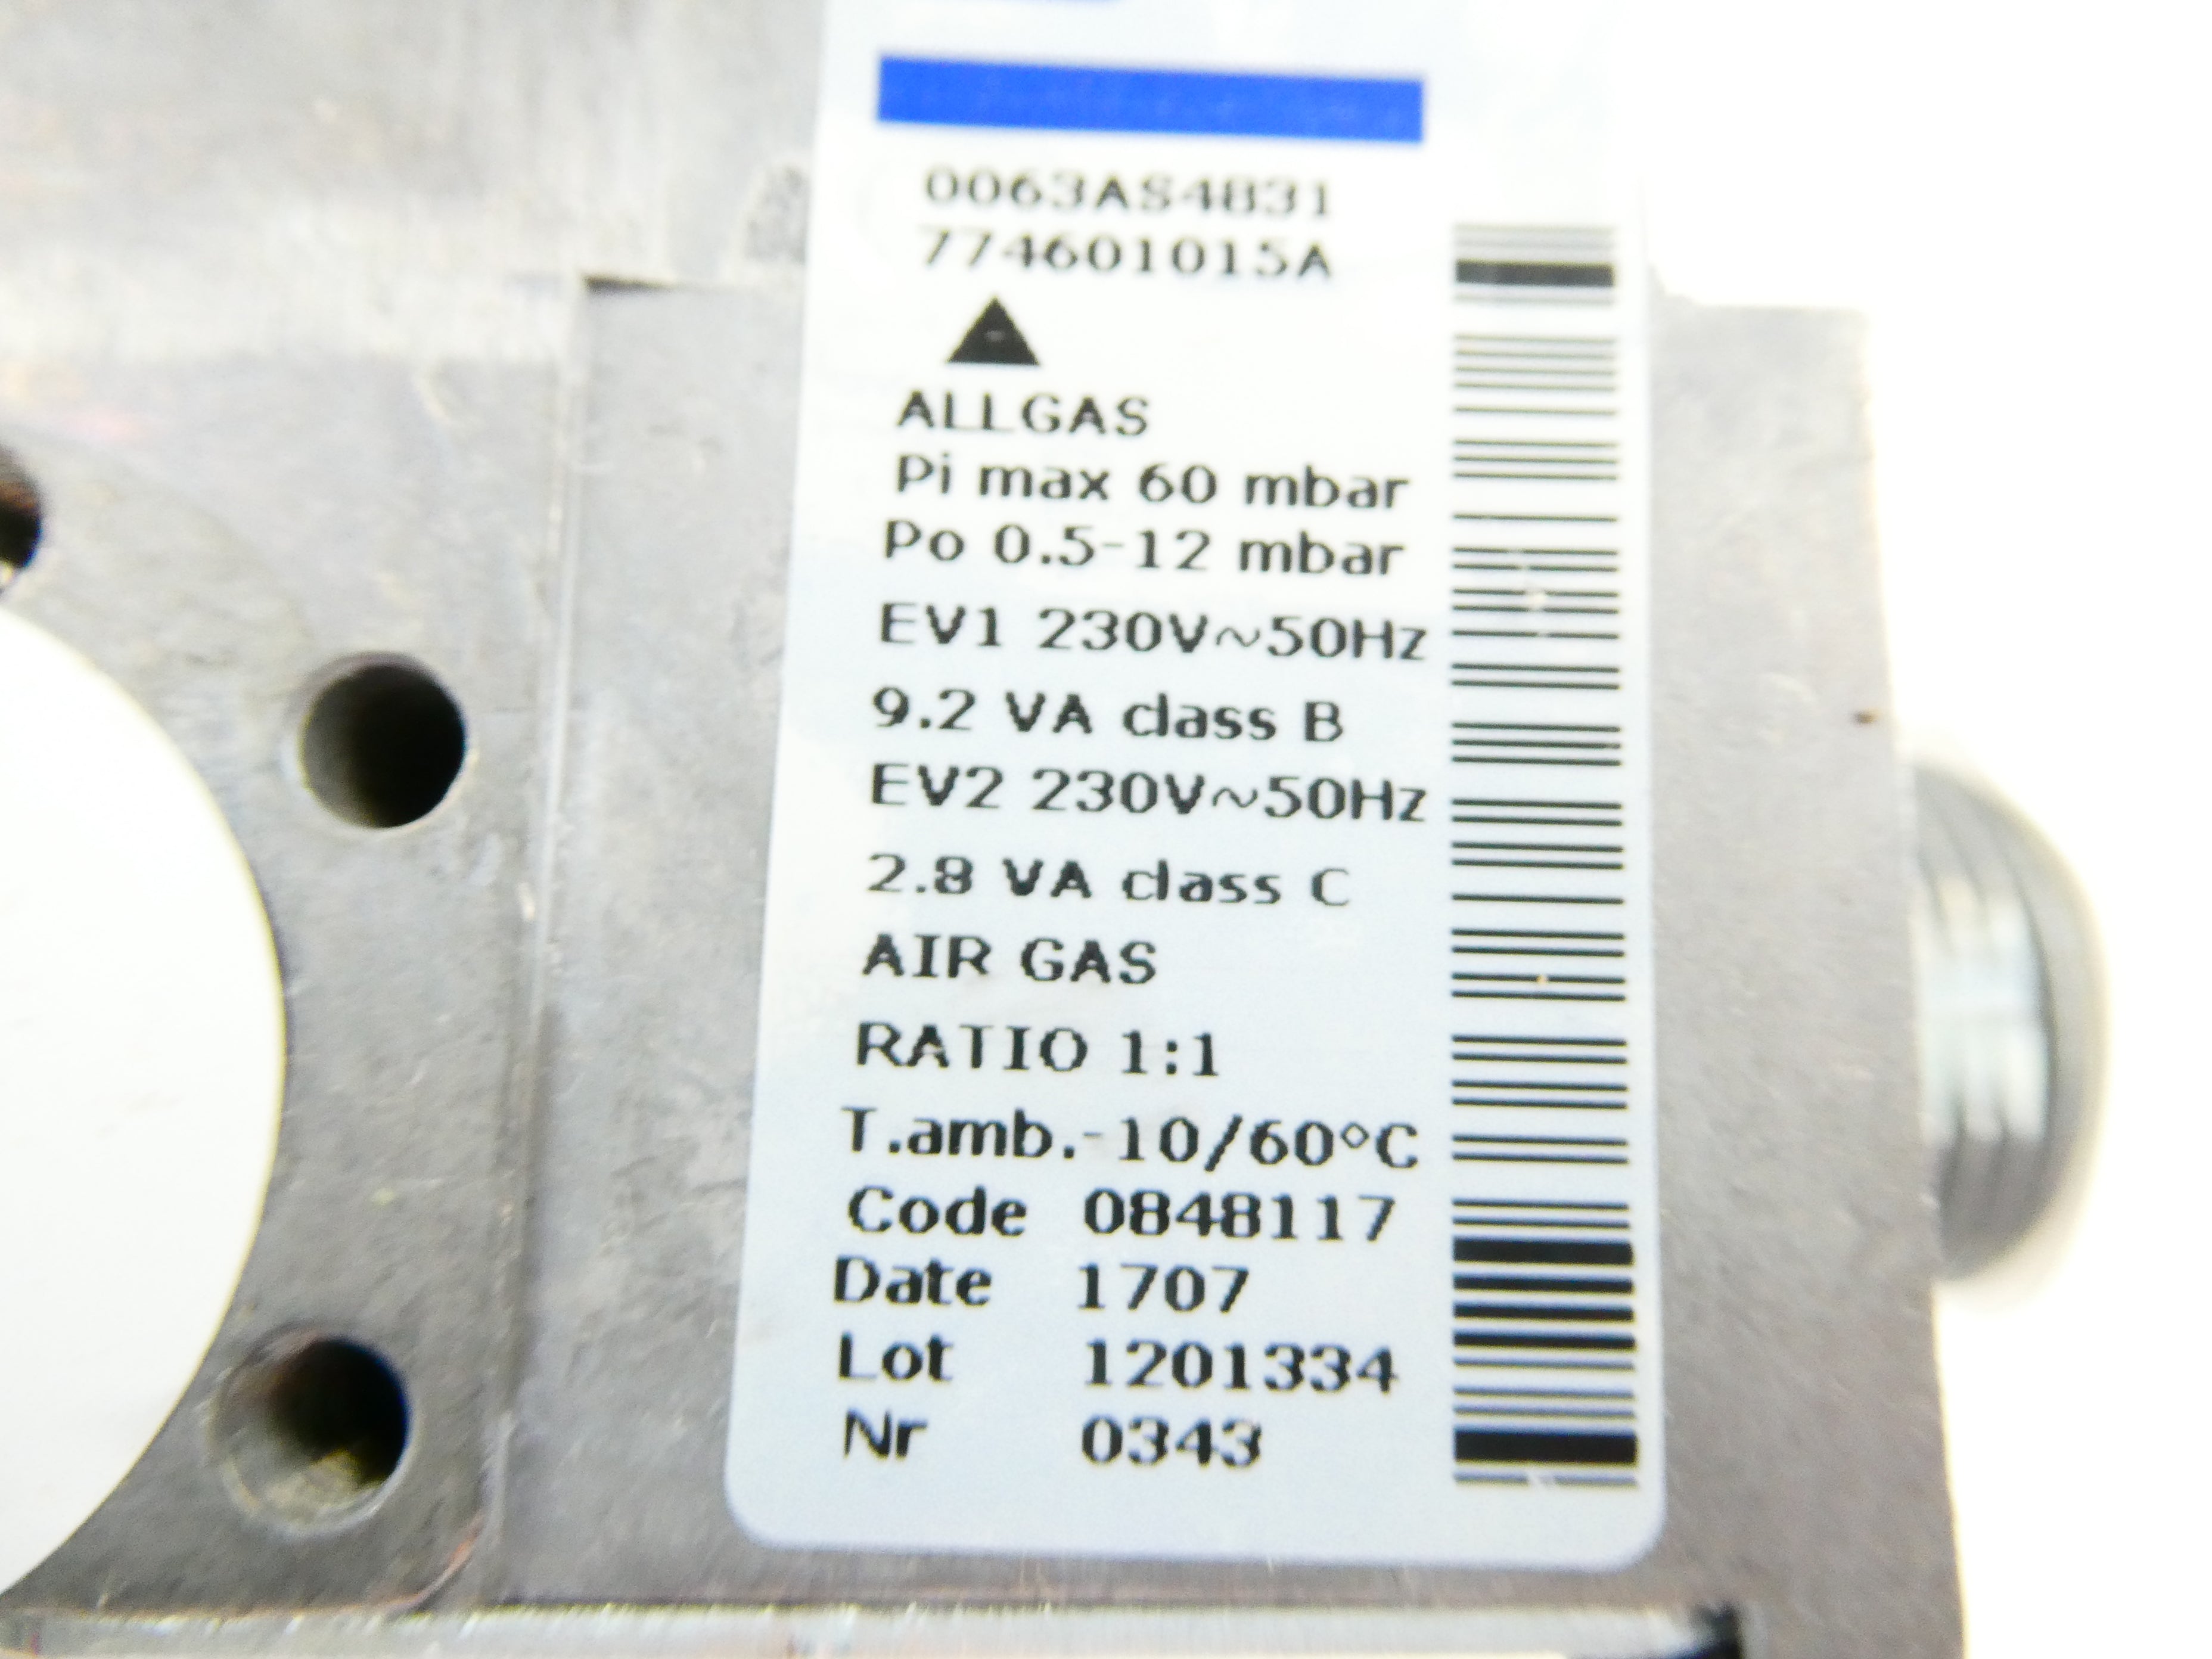 0063AS4831
774601015A
ALLGAS
Pi max 60 mbar
Po 0.5-12 mbar
EV1 230V~50Hz
9.2 VA class B
EV2 230V~50Hz
2.8 VA class C
AIR GAS
RATIO 1:1
T.amb.-10/60°C
Code 0848117
Date 1707
Lot 1201334
Nr 0343